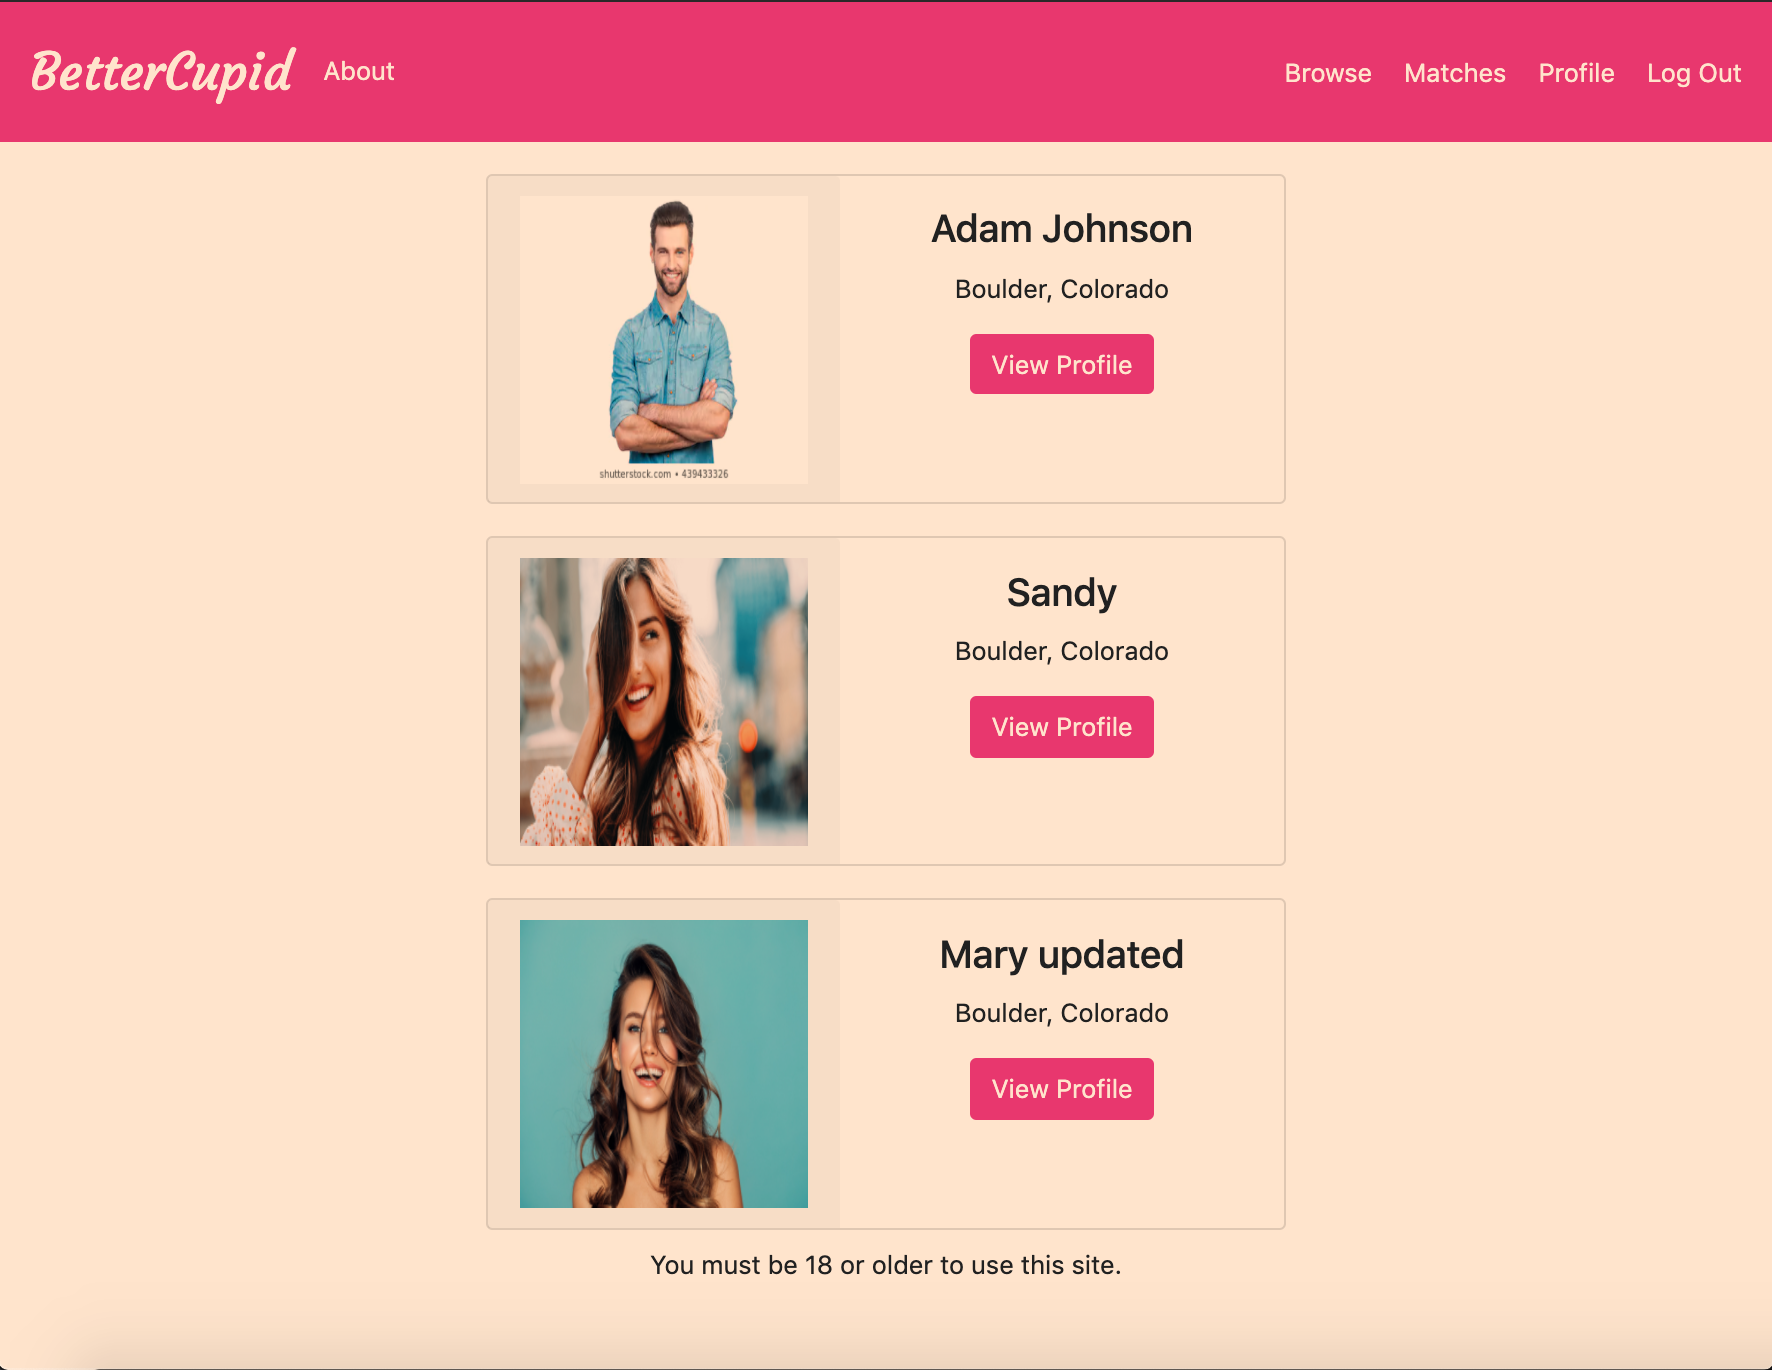 BetterCupid About Browse Matches Profile Log Out
Adam Johnson
Boulder, Colorado
View Profile
shutterstock.com • 439433326
Sandy
Boulder, Colorado
View Profile
Mary updated
Boulder, Colorado
View Profile
You must be 18 or older to use this site.